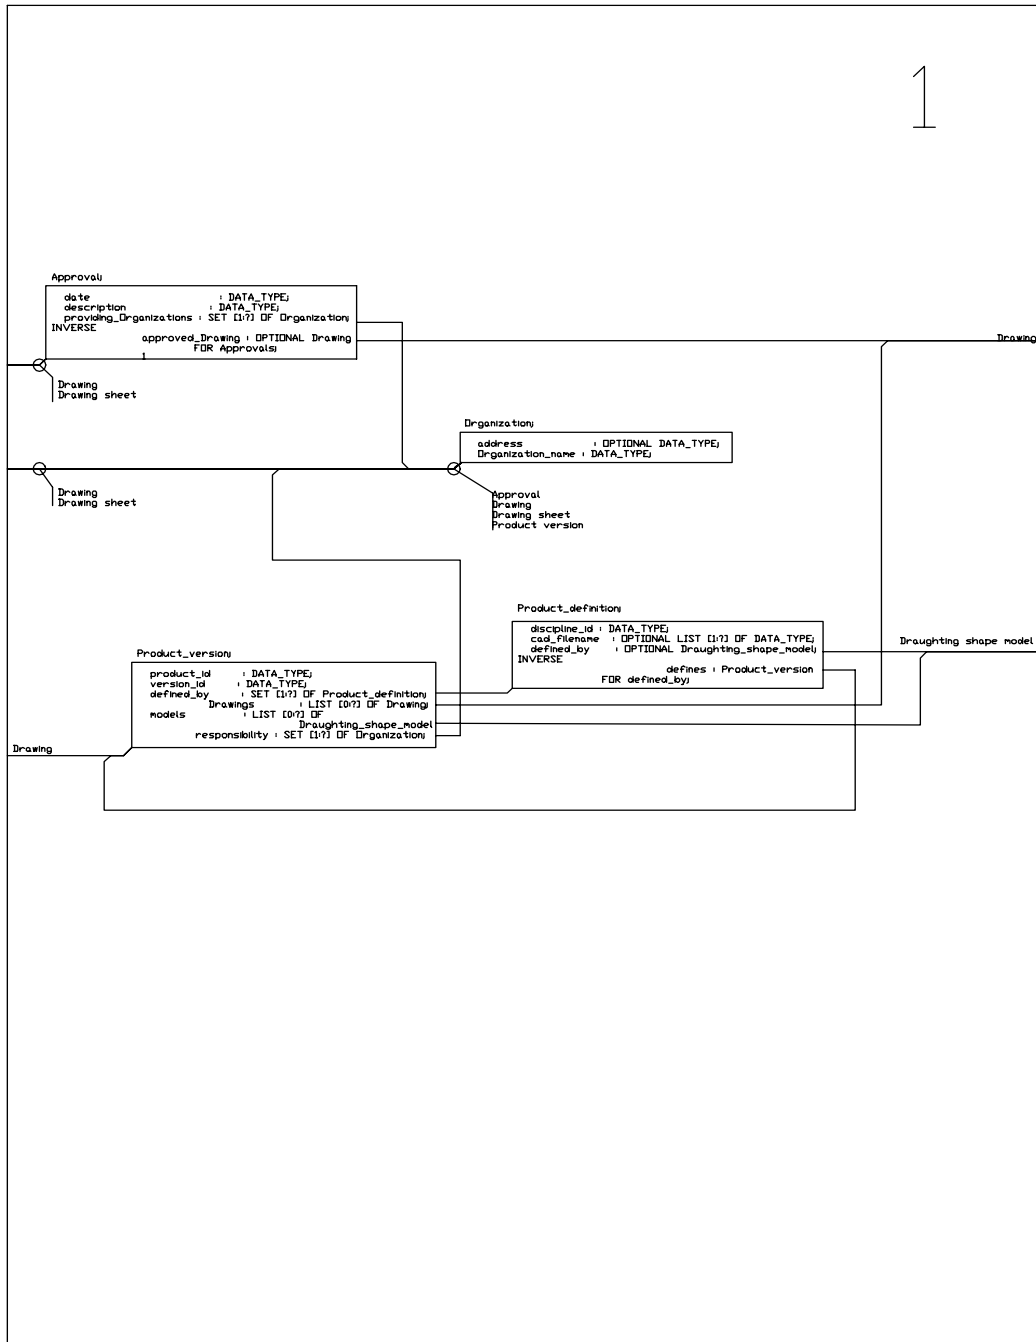 1
Approval;
date : DATA_TYPE;
description : DATA_TYPE;
providing_Organizations : SET [1:?] OF Organization;
INVERSE
approved_Drawing : OPTIONAL Drawing
FOR Approvals;
1
Drawing
Drawing
Drawing sheet
Organization;
address : OPTIONAL DATA_TYPE;
Organization_name : DATA_TYPE;
Drawing
Drawing sheet
Approval
Drawing
Drawing sheet
Product version
Product_definition;
discipline_id : DATA_TYPE;
cad_filename : OPTIONAL LIST [1:?] OF DATA_TYPE;
defined_by : OPTIONAL Draughting_shape_model;
INVERSE
defines : Product_version
FOR defined_by;
Draughting shape model
Product_version;
product_id : DATA_TYPE;
version_id : DATA_TYPE;
defined_by : SET [1:?] OF Product_definition;
Drawings : LIST [0:?] OF Drawing;
models : LIST [0:?] OF
Draughting_shape_model
responsibility : SET [1:?] OF Organization;
Drawing